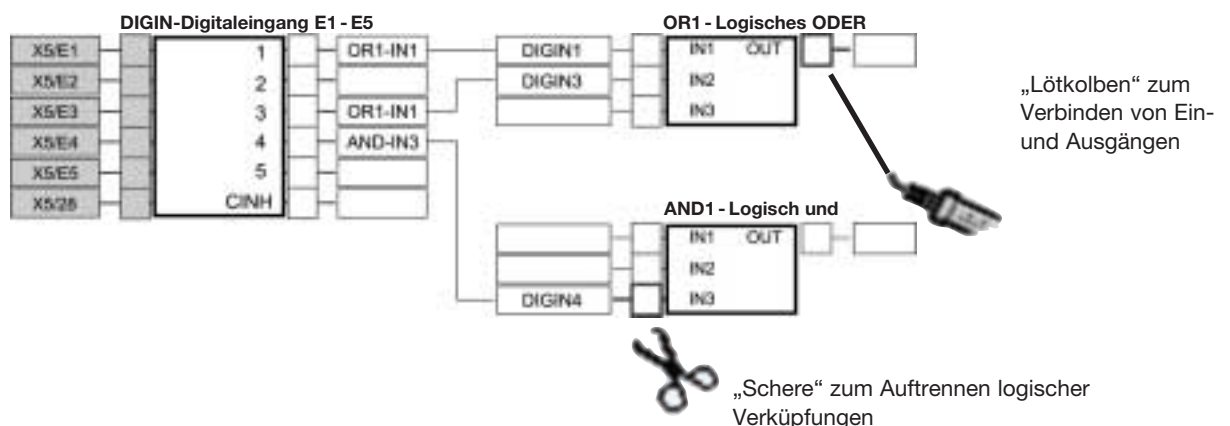 DIGIN-Digitaleingang E1 - E5
OR1 - Logisches ODER
X5/E1 1 OR1-IN1 DIGIN1 IN1 OUT
X5/E2 2 DIGIN3 IN2
X5/E3 3 OR1-IN1 IN3
X5/E4 4 AND-IN3
X5/E5 5
X5/28 CINH
„Lötkolben“ zum
Verbinden von Ein-
und Ausgängen
AND1 - Logisch und
IN1 OUT
IN2
DIGIN4 IN3
„Schere“ zum Auftrennen logischer
Verküpfungen